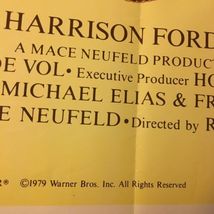 HARRISON FORD
A MACE NEUFELD PRODUCT
DE VOL • Executive Producer HO
MICHAEL ELIAS & FR
E NEUFELD • Directed by R
® ©1979 Warner Bros. Inc. All Rights Reserved